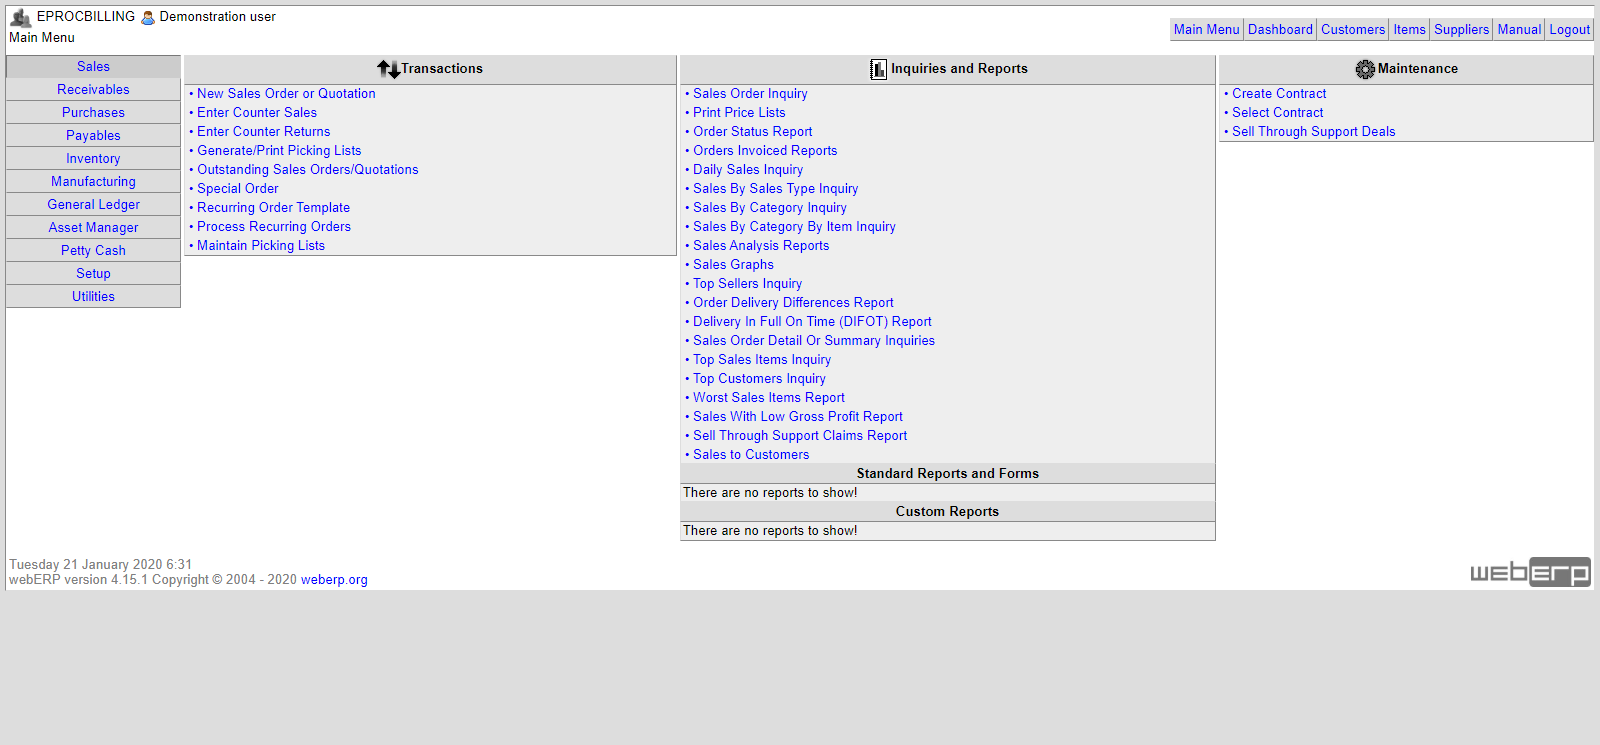 EPROCBILLING Demonstration user
Main Menu
Main Menu Dashboard Customers Items Suppliers Manual Logout
Sales
Receivables
Purchases
Payables
Inventory
Manufacturing
General Ledger
Asset Manager
Petty Cash
Setup
Utilities
Transactions
• New Sales Order or Quotation
• Enter Counter Sales
• Enter Counter Returns
• Generate/Print Picking Lists
• Outstanding Sales Orders/Quotations
• Special Order
• Recurring Order Template
• Process Recurring Orders
• Maintain Picking Lists
Inquiries and Reports
• Sales Order Inquiry
• Print Price Lists
• Order Status Report
• Orders Invoiced Reports
• Daily Sales Inquiry
• Sales By Sales Type Inquiry
• Sales By Category Inquiry
• Sales By Category By Item Inquiry
• Sales Analysis Reports
• Sales Graphs
• Top Sellers Inquiry
• Order Delivery Differences Report
• Delivery In Full On Time (DIFOT) Report
• Sales Order Detail Or Summary Inquiries
• Top Sales Items Inquiry
• Top Customers Inquiry
• Worst Sales Items Report
• Sales With Low Gross Profit Report
• Sell Through Support Claims Report
• Sales to Customers
Standard Reports and Forms
There are no reports to show!
Custom Reports
There are no reports to show!
Maintenance
• Create Contract
• Select Contract
• Sell Through Support Deals
Tuesday 21 January 2020 6:31
webERP version 4.15.1 Copyright © 2004 - 2020 weberp.org
weberp